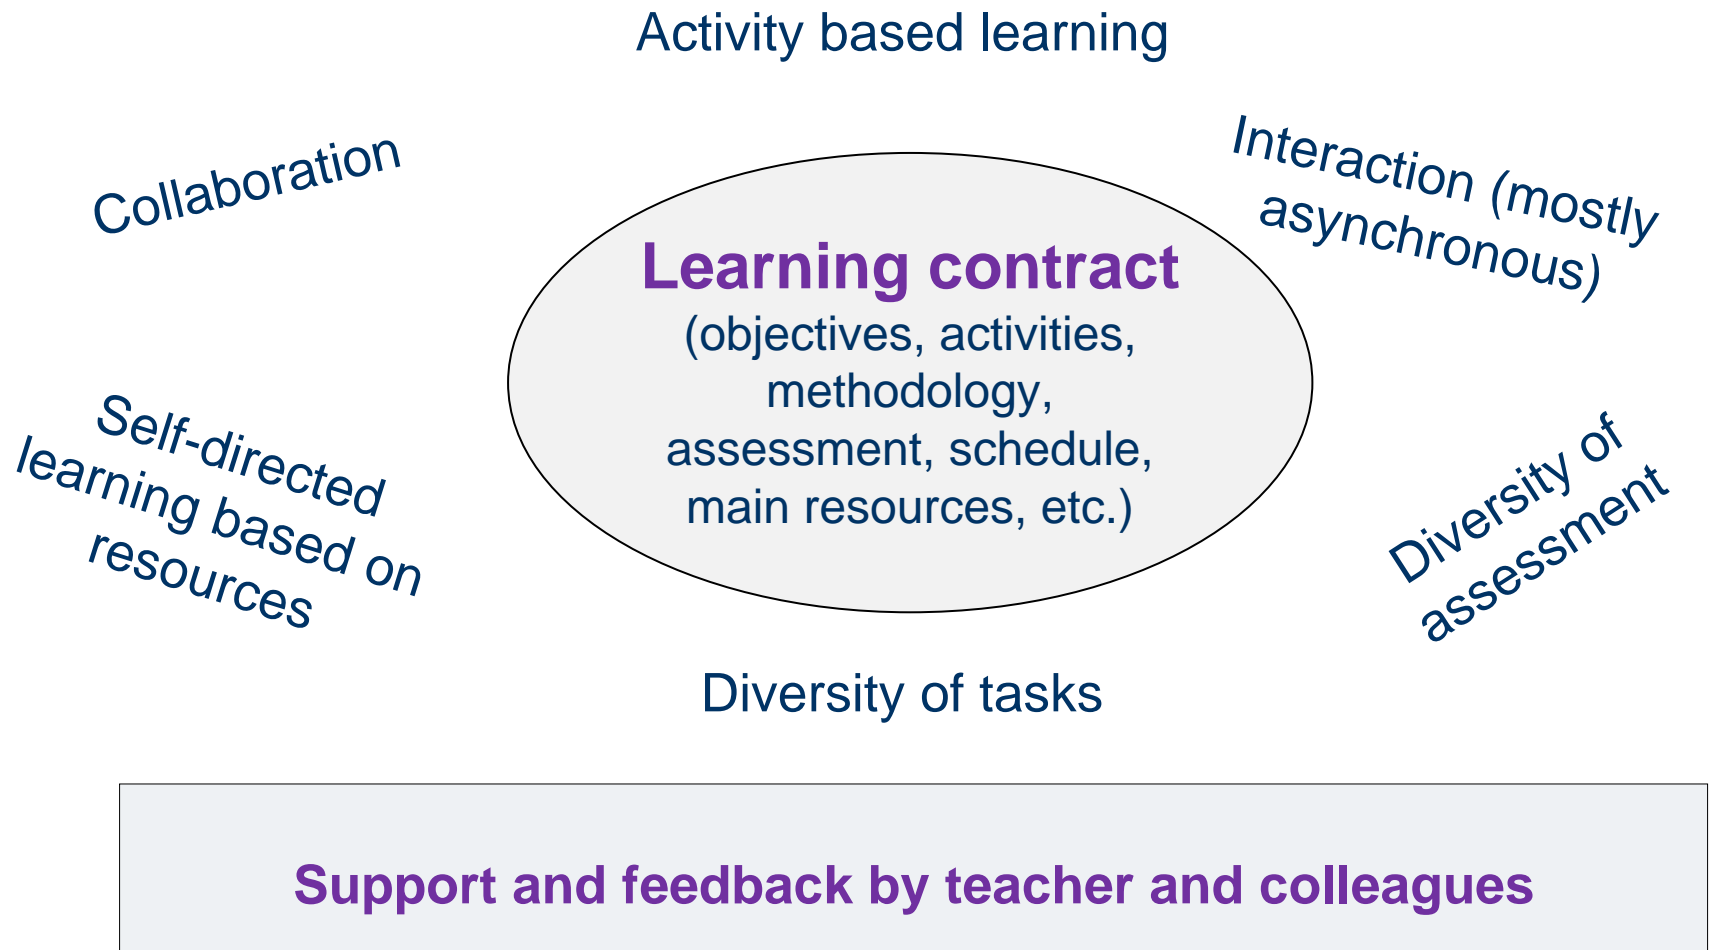 Activity based learning
Collaboration
Interaction (mostly
asynchronous)
Learning contract
(objectives, activities,
methodology,
assessment, schedule,
main resources, etc.)
Self-directed
learning based on
resources
Diversity of
assessment
Diversity of tasks
Support and feedback by teacher and colleagues